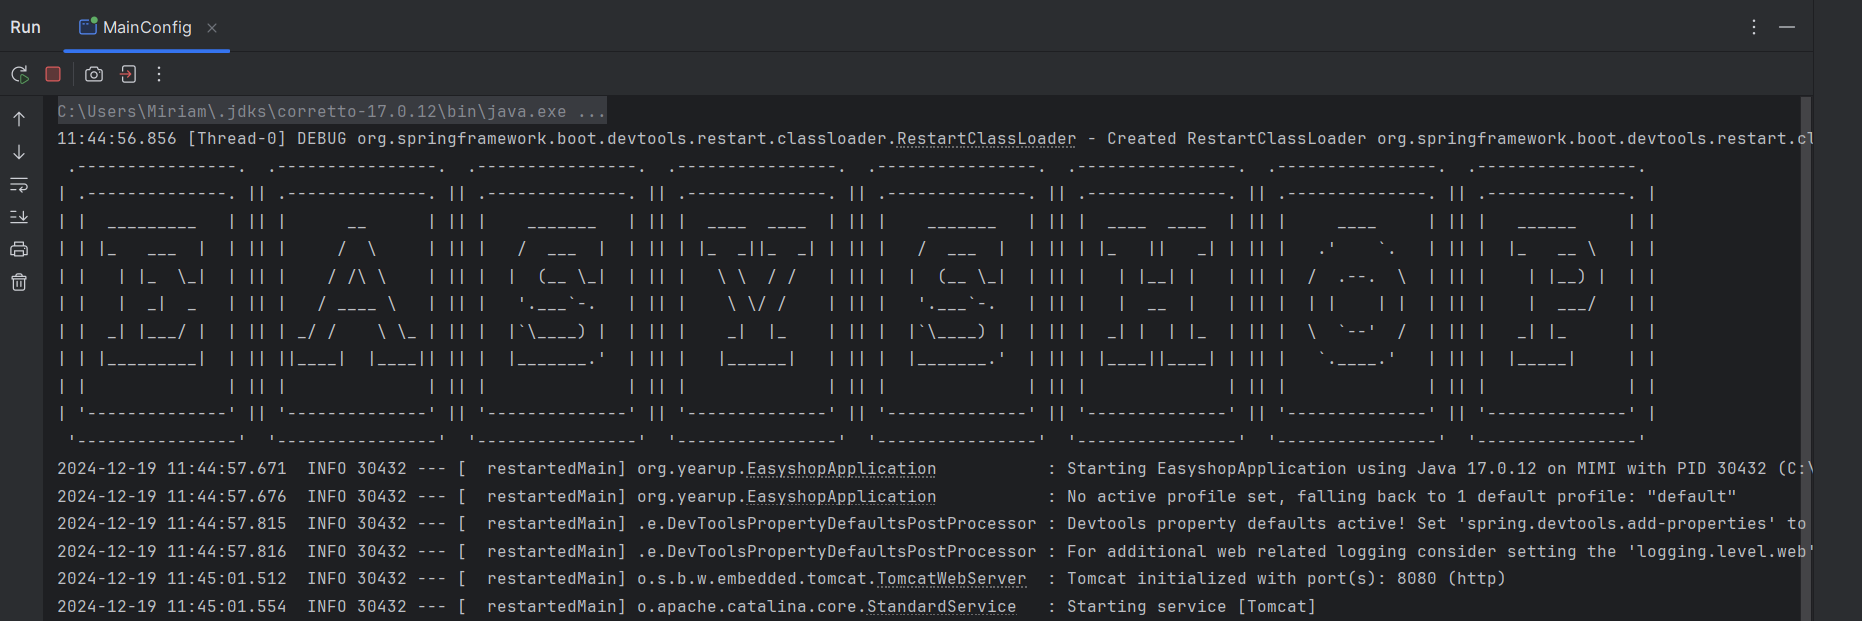 Run MainConfig
C:\Users\Miriam\.jdks\corretto-17.0.12\bin\java.exe ...
11:44:56.856 [Thread-0] DEBUG org.springframework.boot.devtools.restart.classloader.RestartClassLoader - Created RestartClassLoader org.springframework.boot.devtools.restart.cl
EASYSHOP
2024-12-19 11:44:57.671  INFO 30432 --- [  restartedMain] org.yearup.EasyshopApplication           : Starting EasyshopApplication using Java 17.0.12 on MIMI with PID 30432 (C:\
2024-12-19 11:44:57.676  INFO 30432 --- [  restartedMain] org.yearup.EasyshopApplication           : No active profile set, falling back to 1 default profile: "default"
2024-12-19 11:44:57.815  INFO 30432 --- [  restartedMain] .e.DevToolsPropertyDefaultsPostProcessor : Devtools property defaults active! Set 'spring.devtools.add-properties' to
2024-12-19 11:44:57.816  INFO 30432 --- [  restartedMain] .e.DevToolsPropertyDefaultsPostProcessor : For additional web related logging consider setting the 'logging.level.web'
2024-12-19 11:45:01.512  INFO 30432 --- [  restartedMain] o.s.b.w.embedded.tomcat.TomcatWebServer  : Tomcat initialized with port(s): 8080 (http)
2024-12-19 11:45:01.554  INFO 30432 --- [  restartedMain] o.apache.catalina.core.StandardService   : Starting service [Tomcat]